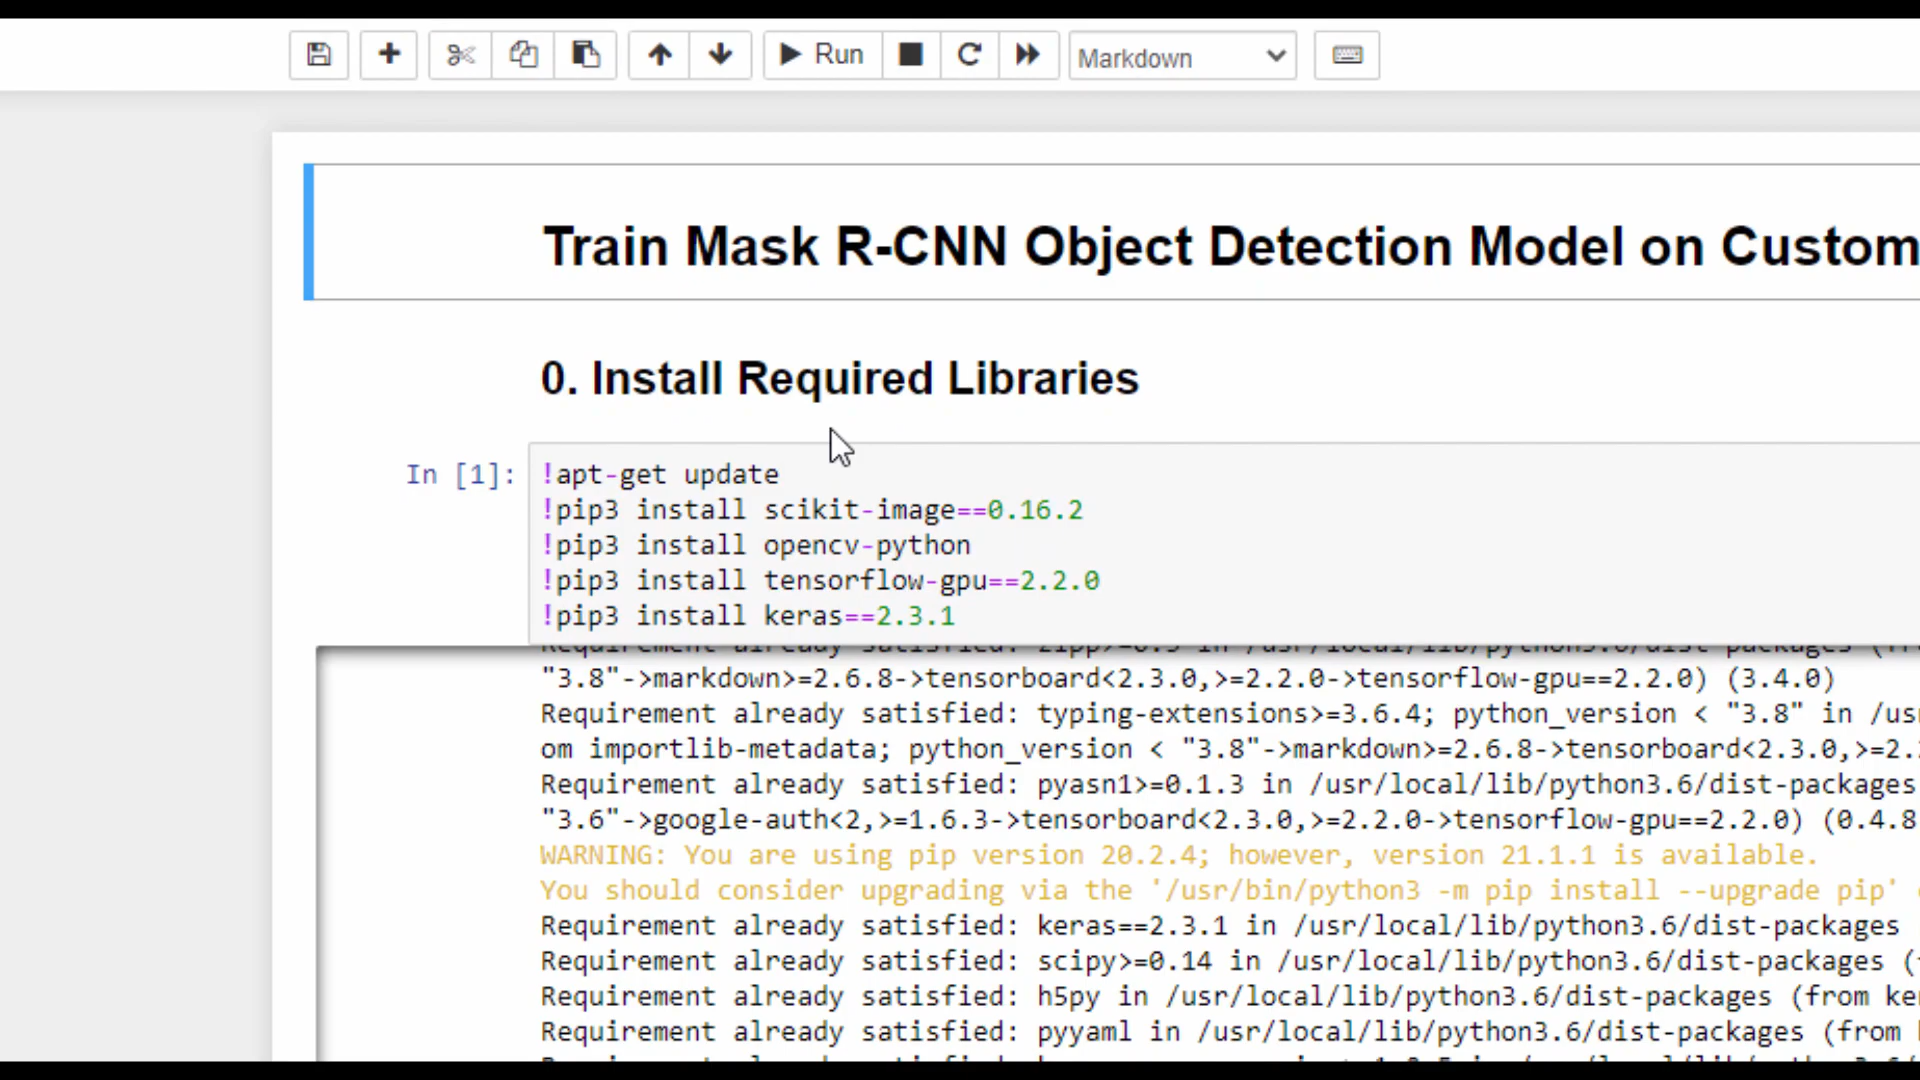 Run
Markdown
Train Mask R-CNN Object Detection Model on Custom
0. Install Required Libraries
In [1]:
!apt-get update
!pip3 install scikit-image==0.16.2
!pip3 install opencv-python
!pip3 install tensorflow-gpu==2.2.0
!pip3 install keras==2.3.1
"3.8"->markdown>=2.6.8->tensorboard<2.3.0,>=2.2.0->tensorflow-gpu==2.2.0) (3.4.0)
Requirement already satisfied: typing-extensions>=3.6.4; python_version < "3.8" in /us
om importlib-metadata; python_version < "3.8"->markdown>=2.6.8->tensorboard<2.3.0,>=2.
Requirement already satisfied: pyasn1>=0.1.3 in /usr/local/lib/python3.6/dist-packages
"3.6"->google-auth<2,>=1.6.3->tensorboard<2.3.0,>=2.2.0->tensorflow-gpu==2.2.0) (0.4.8
WARNING: You are using pip version 20.2.4; however, version 21.1.1 is available.
You should consider upgrading via the '/usr/bin/python3 -m pip install --upgrade pip'
Requirement already satisfied: keras==2.3.1 in /usr/local/lib/python3.6/dist-packages
Requirement already satisfied: scipy>=0.14 in /usr/local/lib/python3.6/dist-packages (
Requirement already satisfied: h5py in /usr/local/lib/python3.6/dist-packages (from ke
Requirement already satisfied: pyyaml in /usr/local/lib/python3.6/dist-packages (from